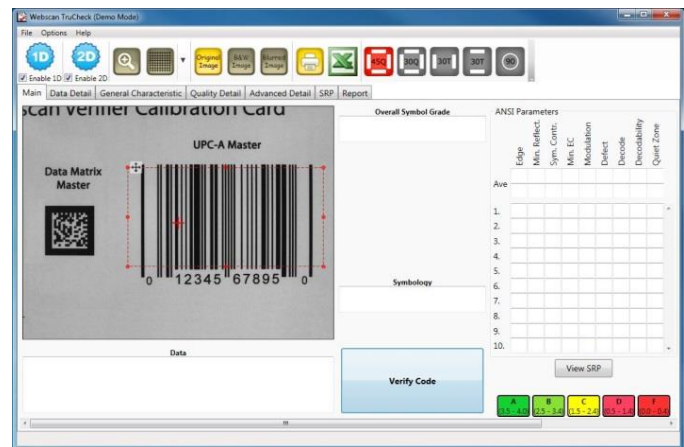 Webscan TruCheck (Demo Mode)
File Options Help
1D 2D Original Image B&W Image Blurred Image 45Q 30Q 30T 30T 90
Enable 1D Enable 2D
Main Data Detail General Characteristic Quality Detail Advanced Detail SRP Report
scan Verifier Calibration Card
UPC-A Master
Data Matrix
Master
0 12345 67895 0
Overall Symbol Grade
Symbology
Data
Verify Code
ANSI Parameters
Edge
Min. Reflect.
Sym. Contr.
Min. EC
Modulation
Defect
Decode
Decodability
Quiet Zone
Ave
1.
2.
3.
4.
5.
6.
7.
8.
9.
10.
View SRP
A B C D F
(3.5 - 4.0) (2.5 - 3.4) (1.5 - 2.4) (0.5 - 1.4) (0.0 - 0.4)